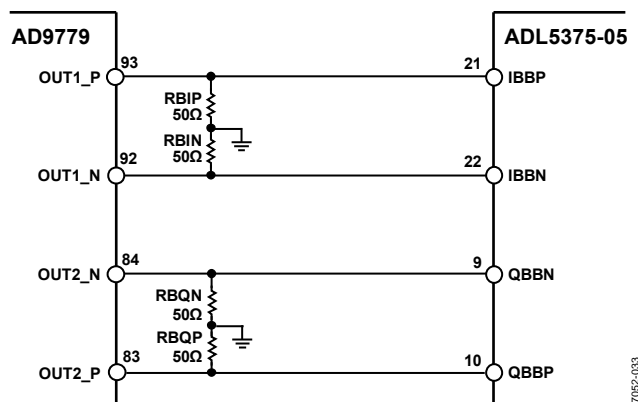 AD9779
ADL5375-05
93
21
OUT1_P
IBBP
RBIP
50Ω
RBIN
50Ω
92
22
OUT1_N
IBBN
84
9
OUT2_N
QBBN
RBQN
50Ω
RBQP
50Ω
83
10
OUT2_P
QBBP
7052-033